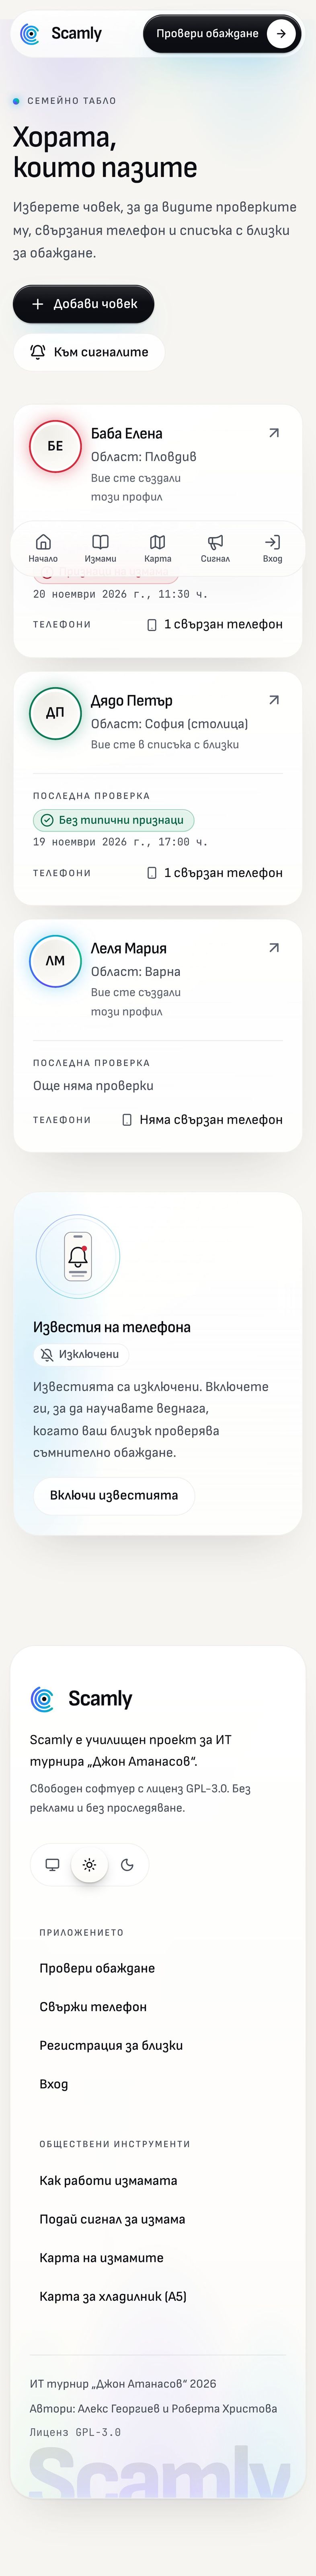 Scamly
Провери обаждане
СЕМЕЙНО ТАБЛО
Хората,
които пазите
Изберете човек, за да видите проверките
му, свързания телефон и списъка с близки
за обаждане.
Добави човек
Към сигналите
БЕ
Баба Елена
Област: Пловдив
Вие сте създали
този профил
Начало
Измами
Карта
Сигнал
Вход
20 ноември 2026 г., 11:30 ч.
ТЕЛЕФОНИ
1 свързан телефон
ДП
Дядо Петър
Област: София (столица)
Вие сте в списъка с близки
ПОСЛЕДНА ПРОВЕРКА
Без типични признаци
19 ноември 2026 г., 17:00 ч.
ТЕЛЕФОНИ
1 свързан телефон
ЛМ
Леля Мария
Област: Варна
Вие сте създали
този профил
ПОСЛЕДНА ПРОВЕРКА
Още няма проверки
ТЕЛЕФОНИ
Няма свързан телефон
Известия на телефона
Изключени
Известията са изключени. Включете
ги, за да научавате веднага,
когато ваш близък проверява
съмнително обаждане.
Включи известията
Scamly
Scamly е училищен проект за ИТ
турнира „Джон Атанасов“.
Свободен софтуер с лиценз GPL-3.0. Без
реклами и без проследяване.
ПРИЛОЖЕНИЕТО
Провери обаждане
Свържи телефон
Регистрация за близки
Вход
ОБЩЕСТВЕНИ ИНСТРУМЕНТИ
Как работи измамата
Подай сигнал за измама
Карта на измамите
Карта за хладилник (А5)
ИТ турнир „Джон Атанасов“ 2026
Автори: Алекс Георгиев и Роберта Христова
Лиценз GPL-3.0
Scamly